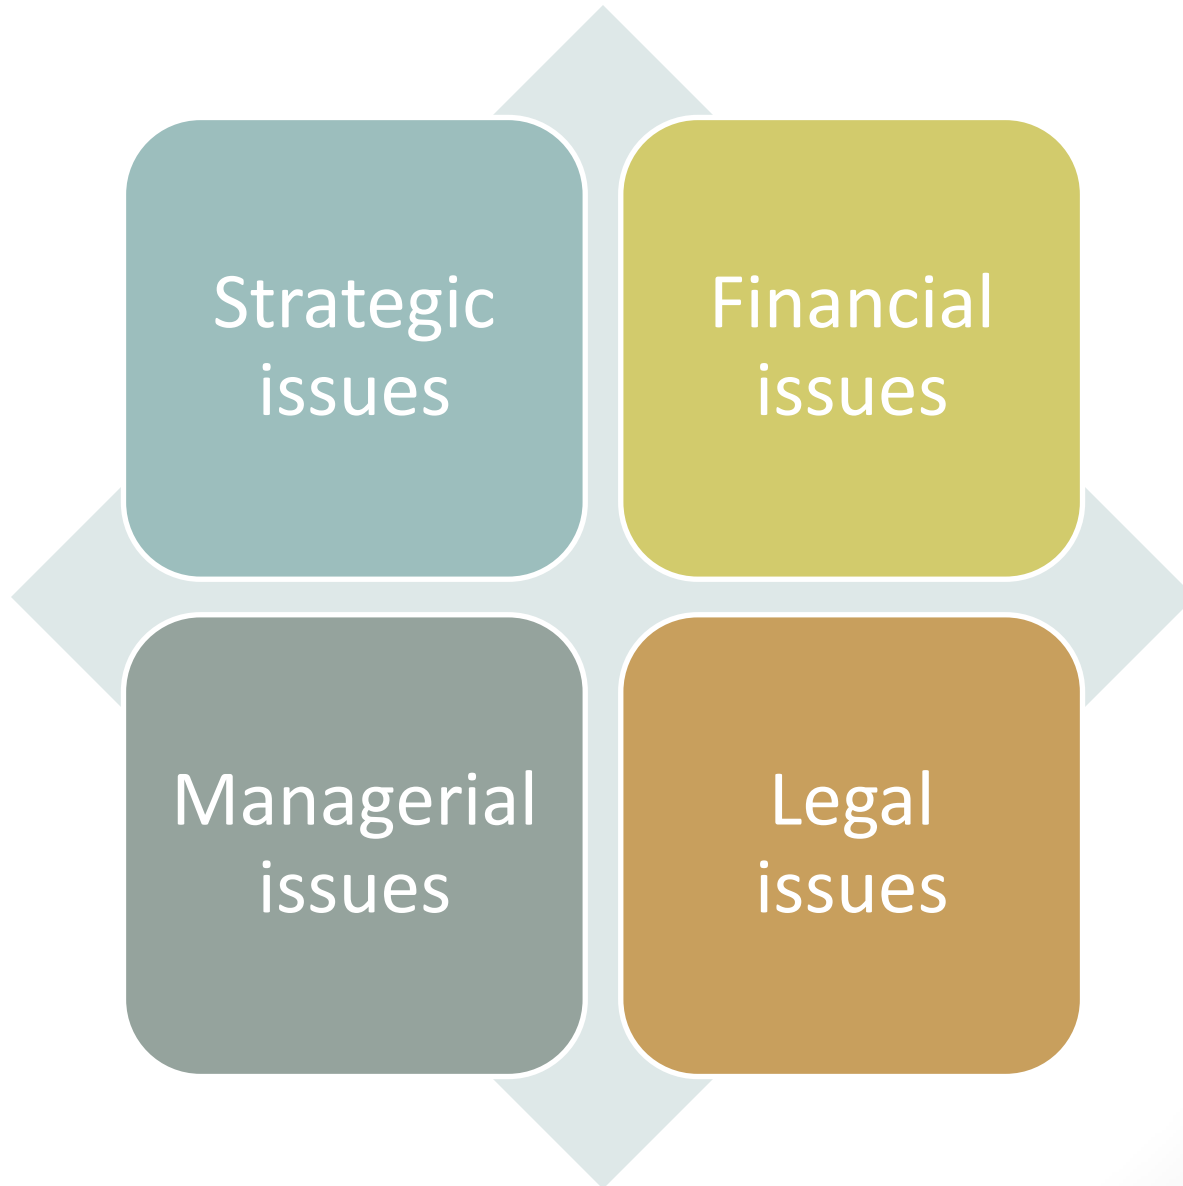 Strategic
issues
Financial
issues
Managerial
issues
Legal
issues